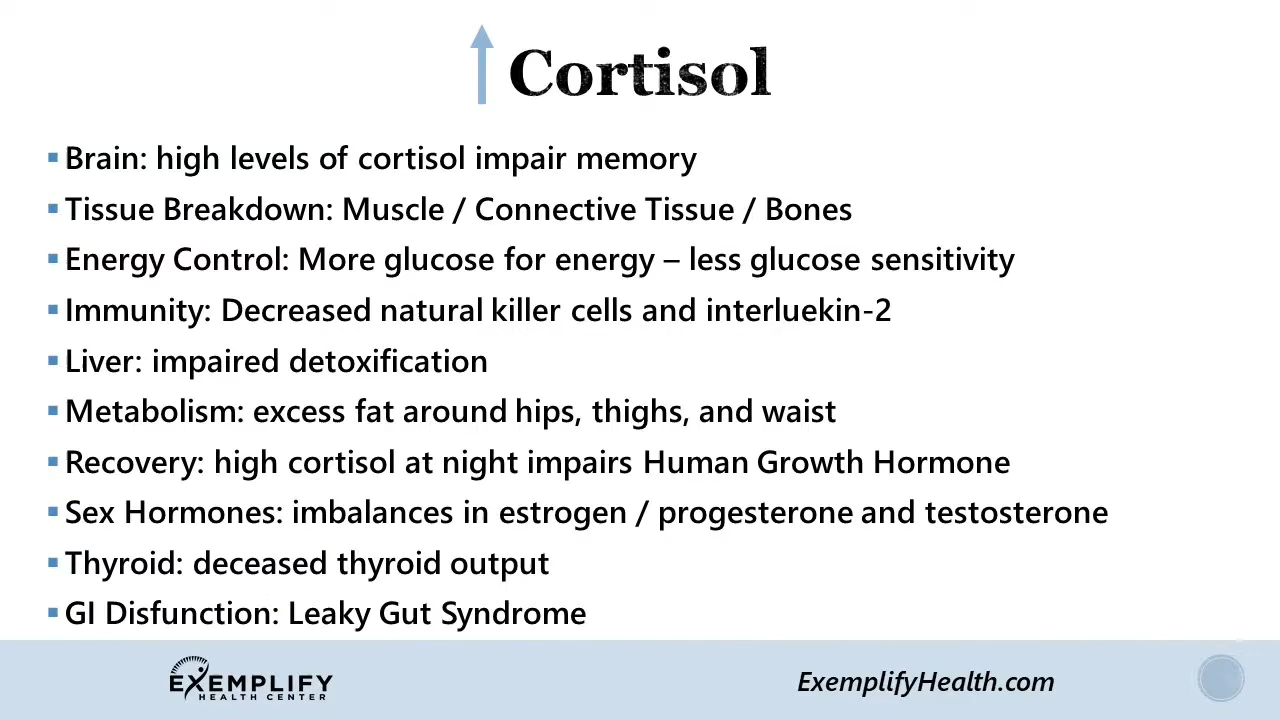 Cortisol
▪ Brain: high levels of cortisol impair memory
▪ Tissue Breakdown: Muscle / Connective Tissue / Bones
▪ Energy Control: More glucose for energy – less glucose sensitivity
▪ Immunity: Decreased natural killer cells and interluekin-2
▪ Liver: impaired detoxification
▪ Metabolism: excess fat around hips, thighs, and waist
▪ Recovery: high cortisol at night impairs Human Growth Hormone
▪ Sex Hormones: imbalances in estrogen / progesterone and testosterone
▪ Thyroid: deceased thyroid output
▪ GI Disfunction: Leaky Gut Syndrome
EXEMPLIFY
HEALTH CENTER
ExemplifyHealth.com